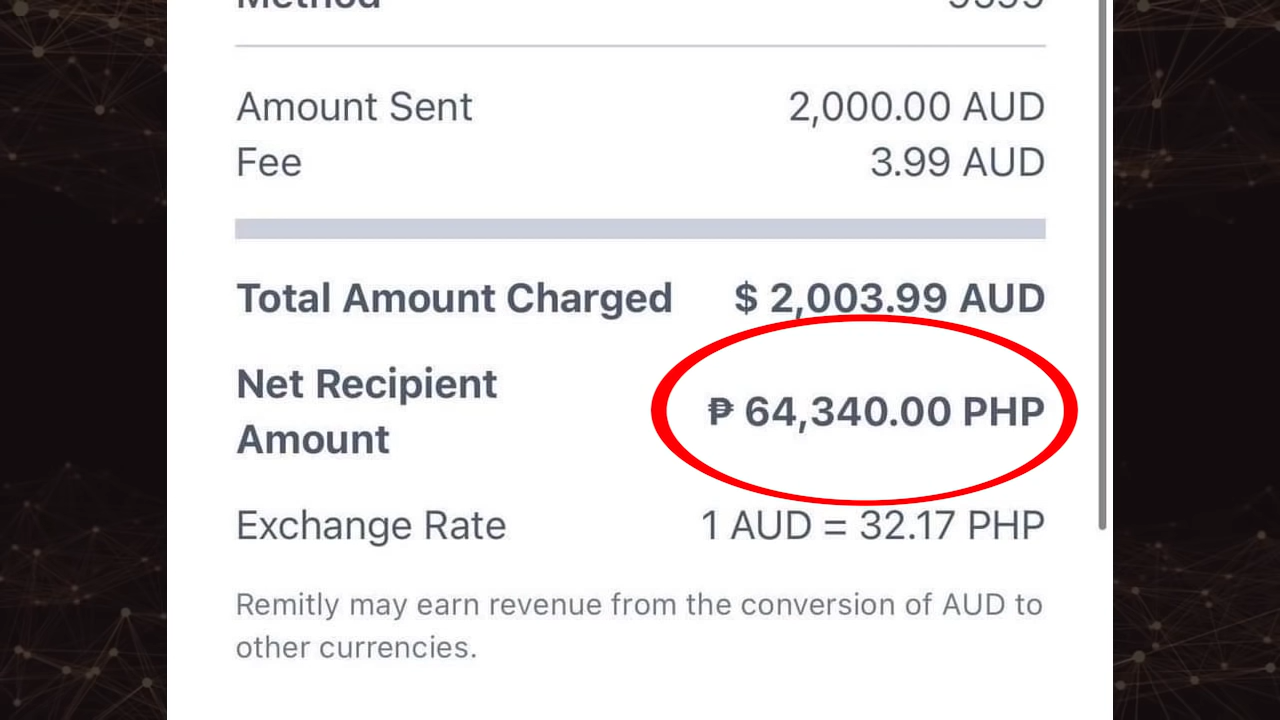 Method 9999
Amount Sent 2,000.00 AUD
Fee 3.99 AUD
Total Amount Charged $ 2,003.99 AUD
Net Recipient
Amount
₱ 64,340.00 PHP
Exchange Rate 1 AUD = 32.17 PHP
Remitly may earn revenue from the conversion of AUD to
other currencies.